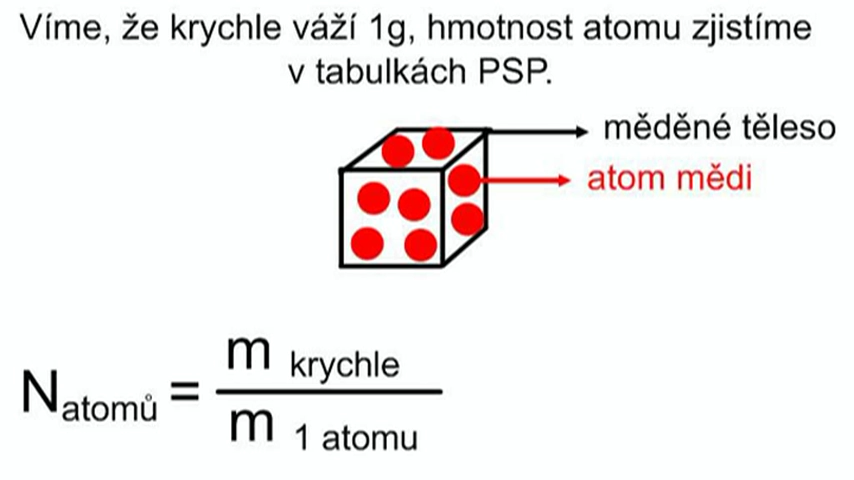 Víme, že krychle váží 1g, hmotnost atomu zjistíme
v tabulkách PSP.
měděné těleso
atom mědi
N atomů = m krychle
m 1 atomu